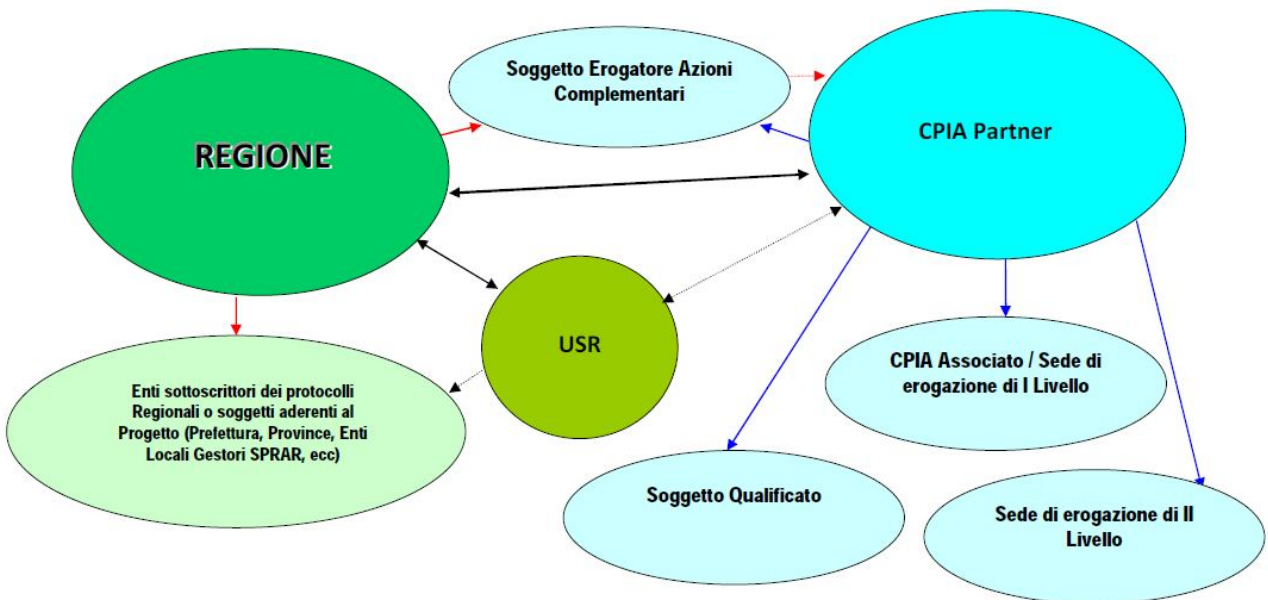 Soggetto Erogatore Azioni
Complementari
CPIA Partner
REGIONE
USR
CPIA Associato / Sede di
erogazione di I Livello
Enti sottoscrittori dei protocolli
Regionali o soggetti aderenti al
Progetto (Prefettura, Province, Enti
Locali Gestori SPRAR, ecc)
Soggetto Qualificato
Sede di erogazione di II
Livello